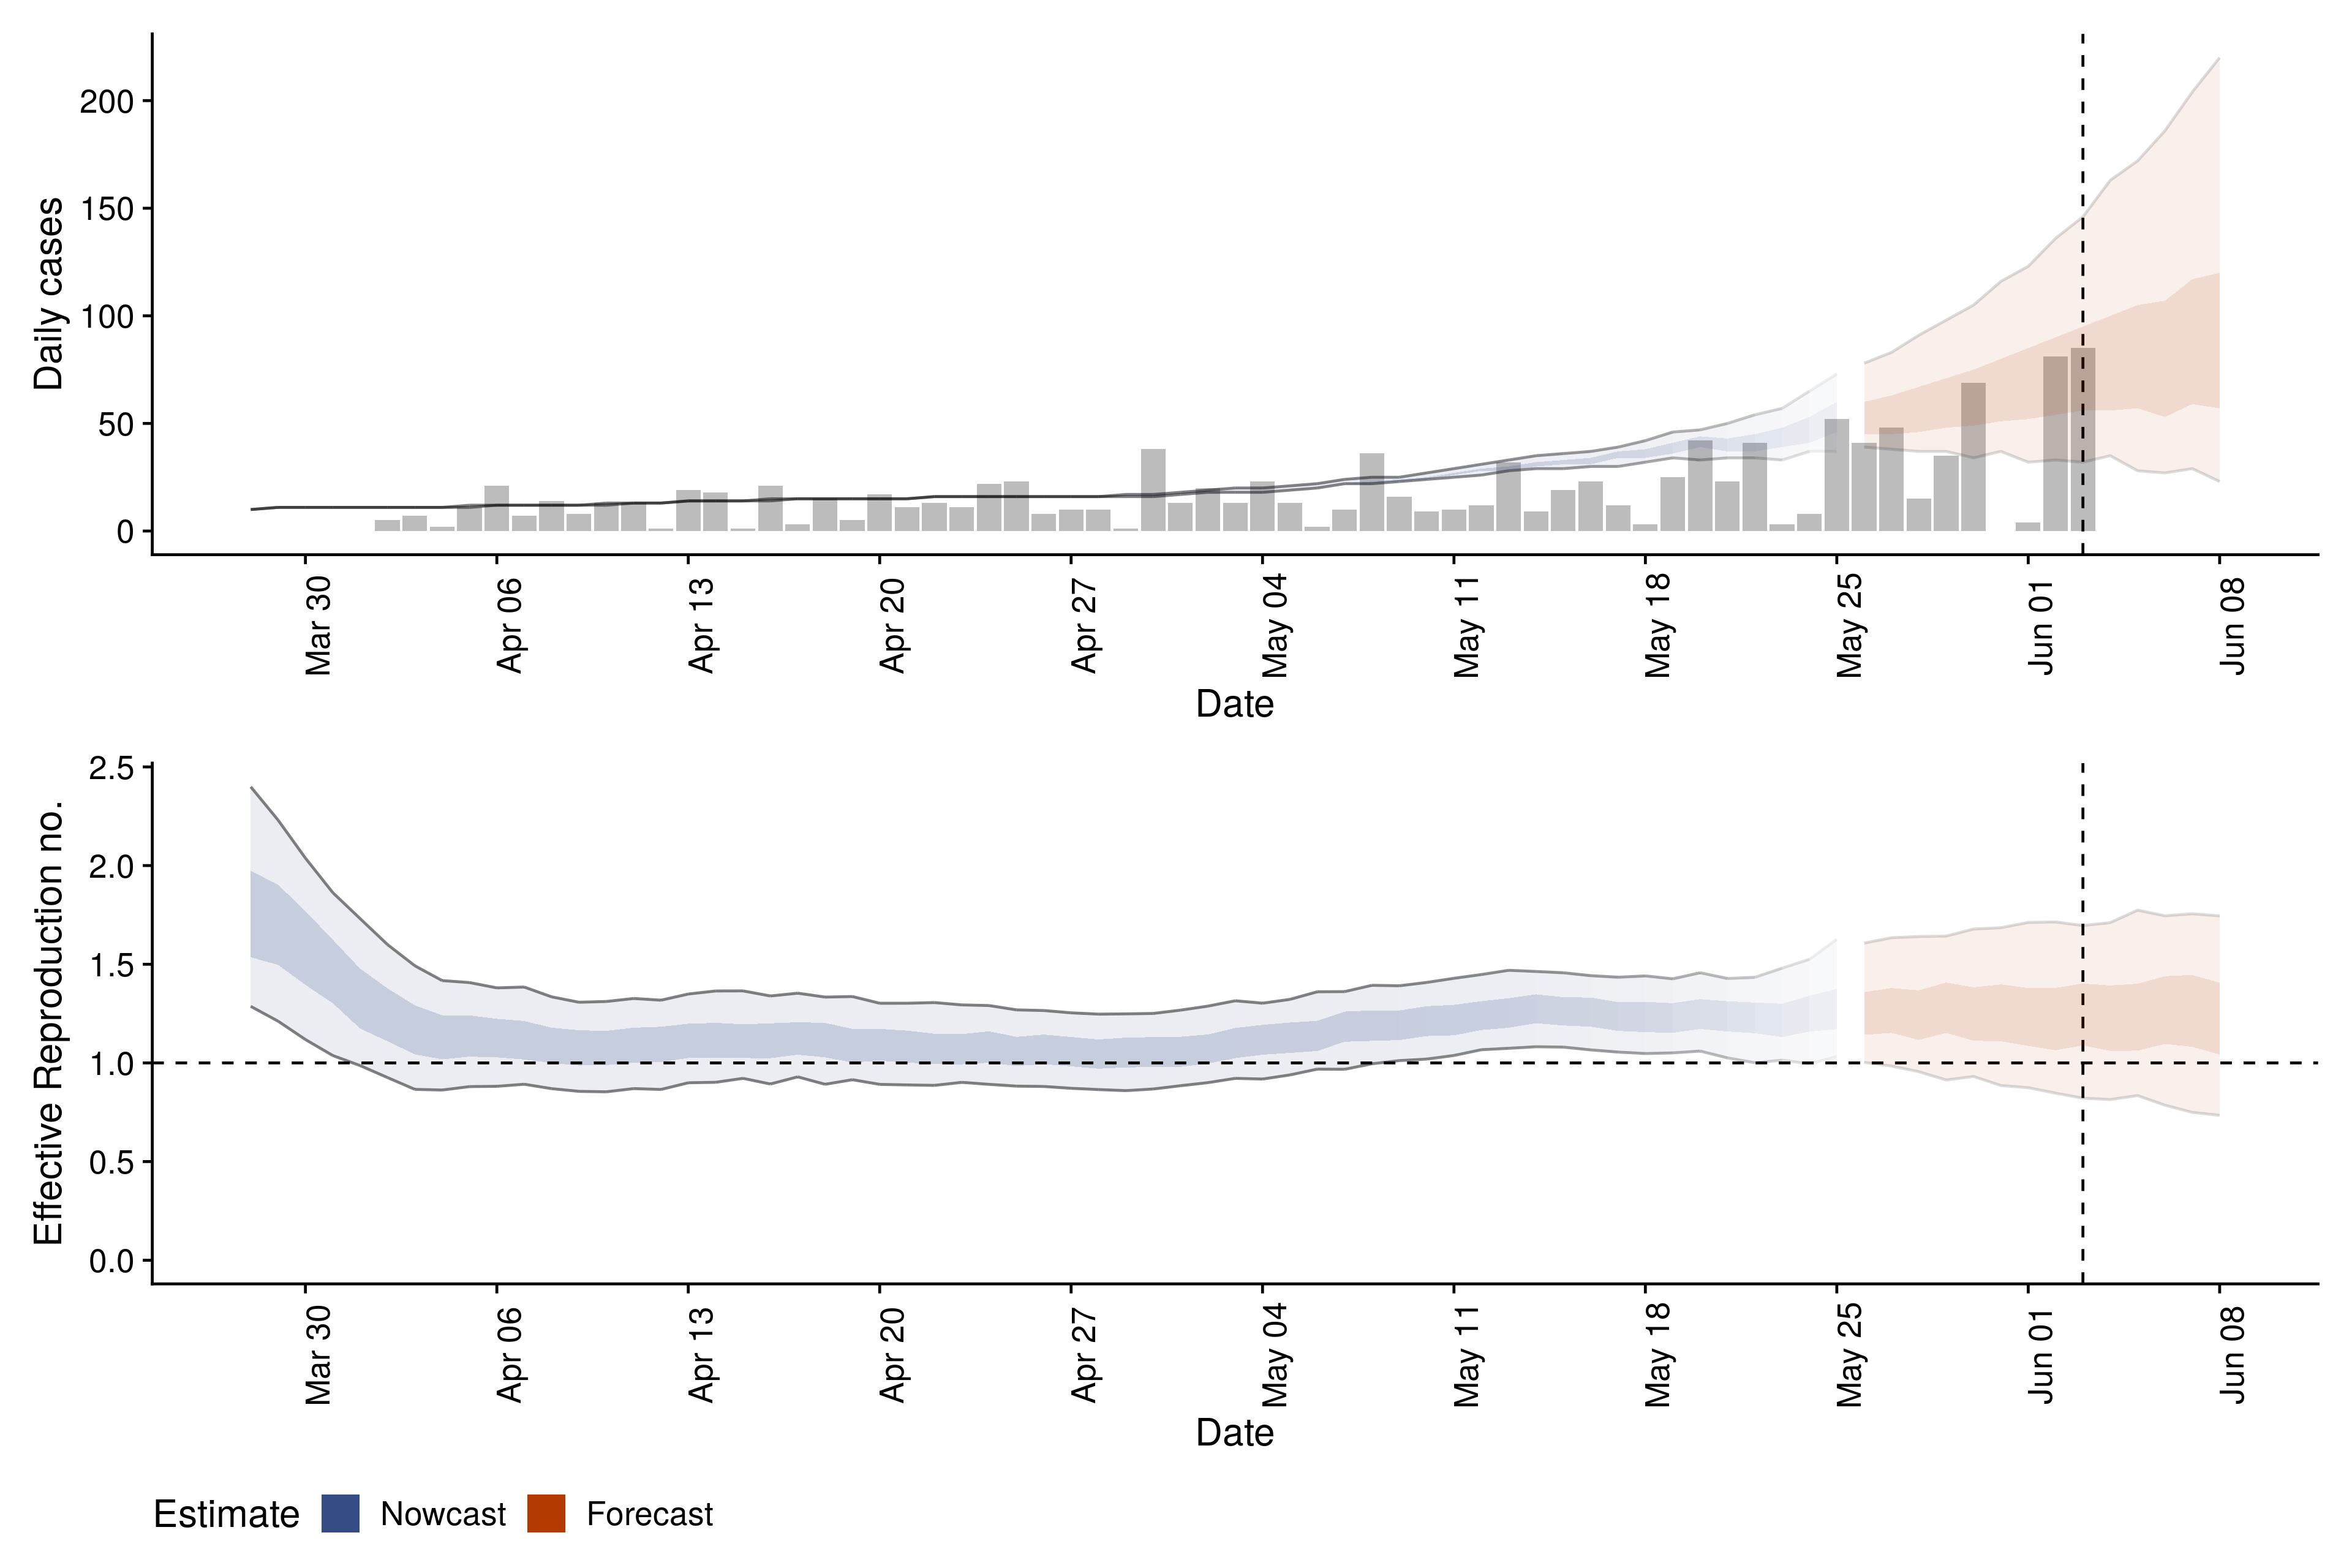 Daily cases
200
150
100
50
0
Mar 30
Apr 06
Apr 13
Apr 20
Apr 27
May 04
May 11
May 18
May 25
Jun 01
Jun 08
Date
Effective Reproduction no.
2.5
2.0
1.5
1.0
0.5
0.0
Mar 30
Apr 06
Apr 13
Apr 20
Apr 27
May 04
May 11
May 18
May 25
Jun 01
Jun 08
Date
Estimate Nowcast Forecast